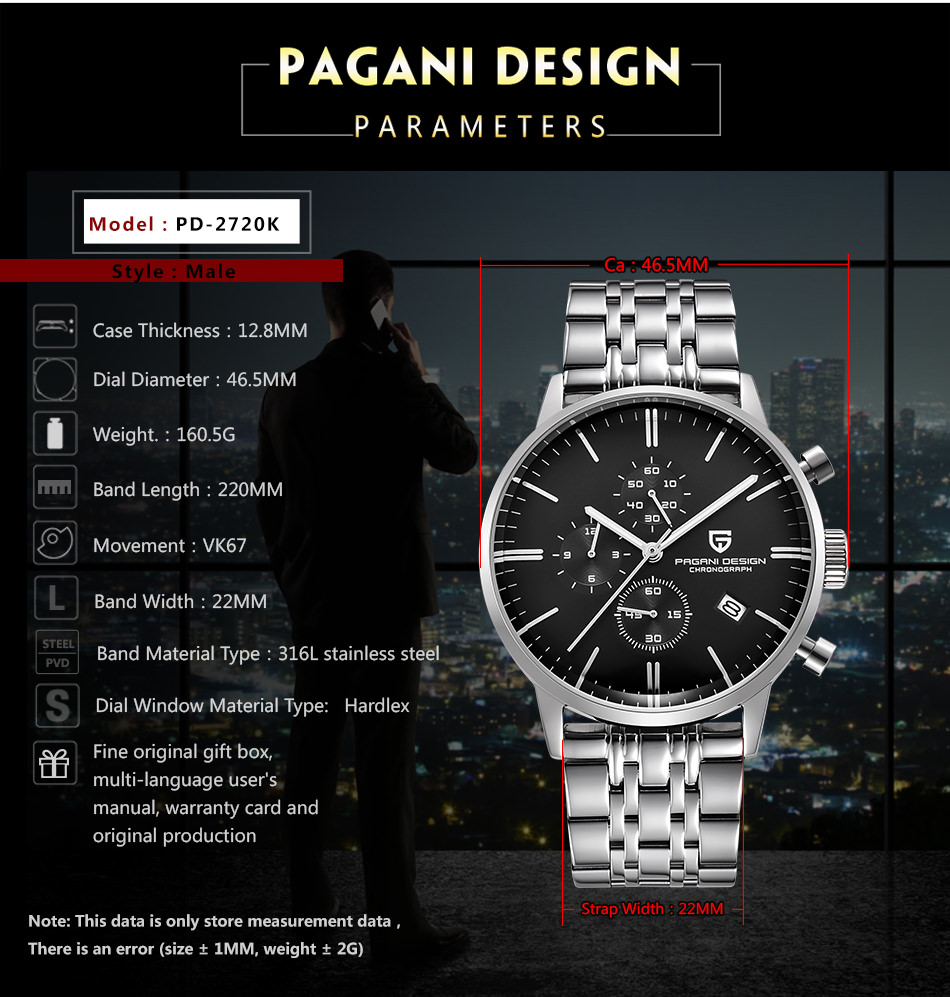 PAGANI DESIGN
PARAMETERS
Model : PD-2720K
Style : Male
Ca : 46.5MM
Case Thickness : 12.8MM
Dial Diameter : 46.5MM
Weight. : 160.5G
Band Length : 220MM
Movement : VK67
L
Band Width : 22MM
STEEL
PVD
Band Material Type : 316L stainless steel
S
Dial Window Material Type: Hardlex
Fine original gift box,
multi-language user's
manual, warranty card and
original production
60
50 10
40 20
30
12
9 3
6
PAGANI DESIGN
CHRONOGRAPH
60
45 15
30
8
Strap Width : 22MM
Note: This data is only store measurement data ,
There is an error (size ± 1MM, weight ± 2G)